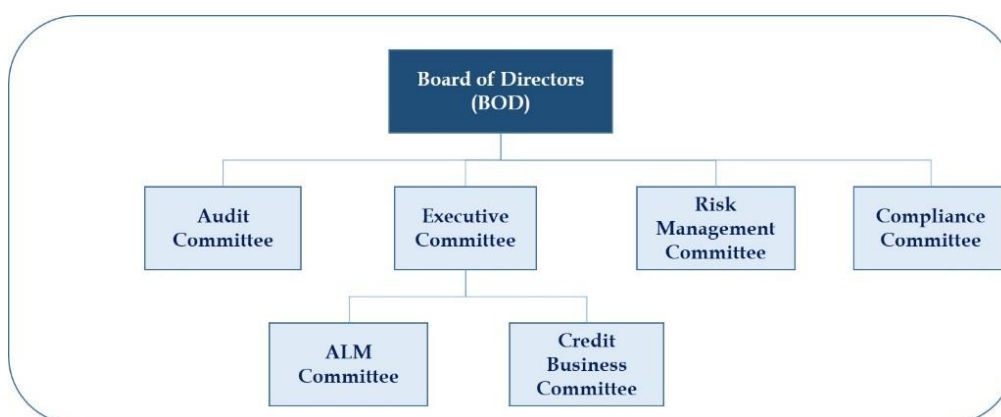 Board of Directors
(BOD)
Audit
Committee
Executive
Committee
Risk
Management
Committee
Compliance
Committee
ALM
Committee
Credit
Business
Committee